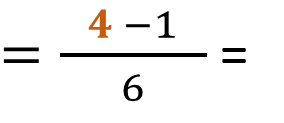 4 − 1
= ───── =
6